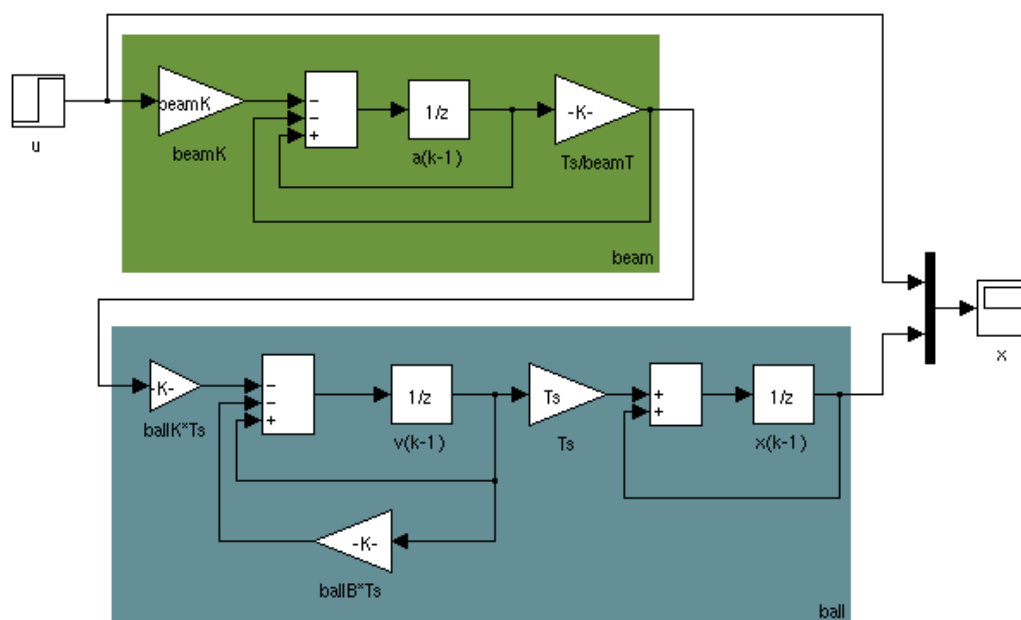 u
beamK
beamK
−
−
+
1/z
a(k-1)
-K-
Ts/beamT
beam
-K-
ballK*Ts
−
−
+
1/z
v(k-1)
Ts
Ts
+
+
1/z
x(k-1)
-K-
ballB*Ts
ball
x